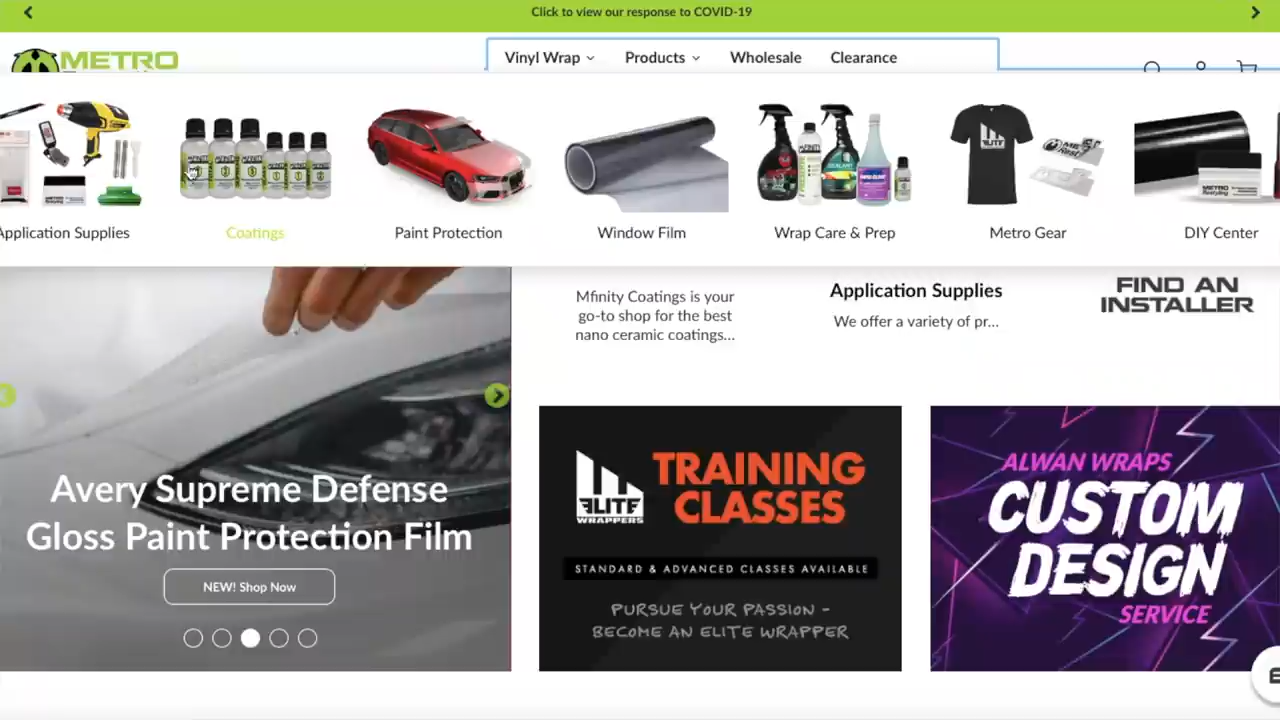 Click to view our response to COVID-19
METRO
Vinyl Wrap
Products
Wholesale
Clearance
Application Supplies
Coatings
Paint Protection
Window Film
Wrap Care & Prep
Metro Gear
DIY Center
Mfinity Coatings is your
go-to shop for the best
nano ceramic coatings...
Application Supplies
We offer a variety of pr...
FIND AN
INSTALLER
Avery Supreme Defense
Gloss Paint Protection Film
NEW! Shop Now
ELITE
WRAPPERS
TRAINING
CLASSES
STANDARD & ADVANCED CLASSES AVAILABLE
PURSUE YOUR PASSION -
BECOME AN ELITE WRAPPER
ALWAN WRAPS
CUSTOM
DESIGN
SERVICE